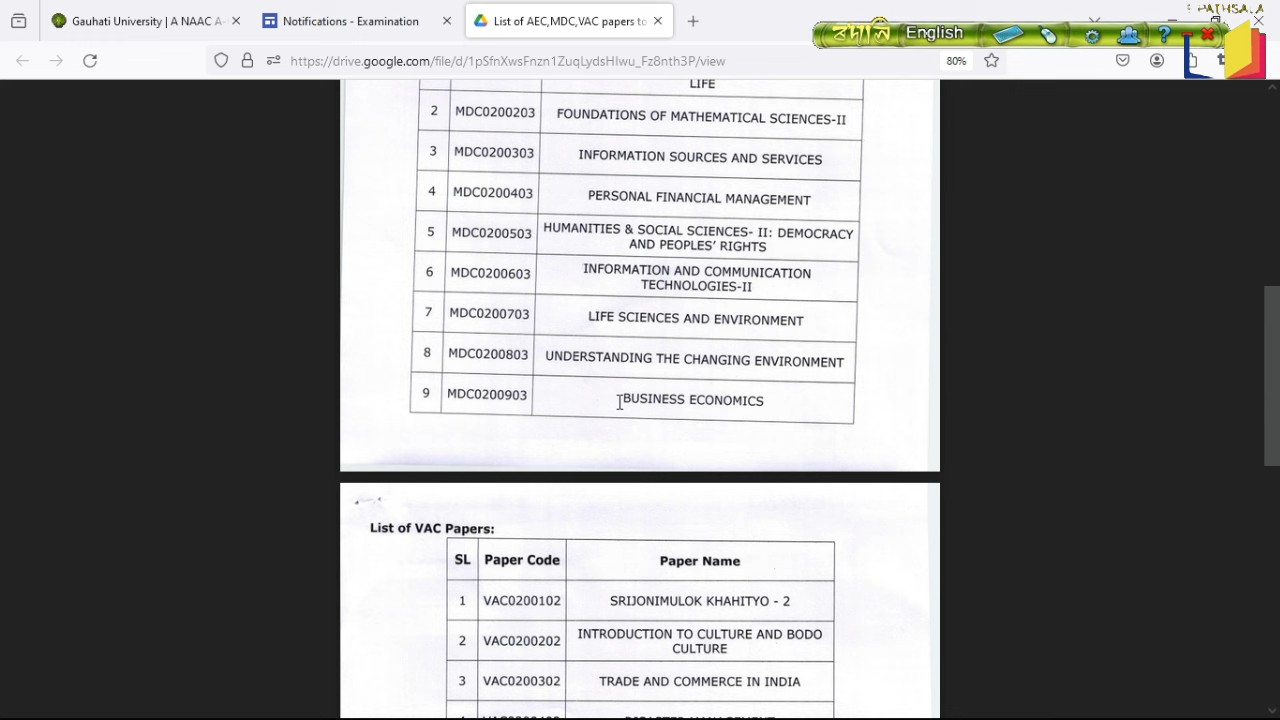 Gauhati University | A NAAC A
Notifications - Examination
List of AEC,MDC,VAC papers to
PATHSALA
English
https://drive.google.com/file/d/1
/view
80%
LIFE
2 MDC0200203 FOUNDATIONS OF MATHEMATICAL SCIENCES-II
3 MDC0200303 INFORMATION SOURCES AND SERVICES
4 MDC0200403 PERSONAL FINANCIAL MANAGEMENT
5 MDC0200503 HUMANITIES & SOCIAL SCIENCES- II: DEMOCRACY
AND PEOPLES' RIGHTS
6 MDC0200603 INFORMATION AND COMMUNICATION
TECHNOLOGIES-II
7 MDC0200703 LIFE SCIENCES AND ENVIRONMENT
8 MDC0200803 UNDERSTANDING THE CHANGING ENVIRONMENT
9 MDC0200903 BUSINESS ECONOMICS
List of VAC Papers:
SL Paper Code Paper Name
1 VAC0200102 SRIJONIMULOK KHAHITYO - 2
2 VAC0200202 INTRODUCTION TO CULTURE AND BODO
CULTURE
3 VAC0200302 TRADE AND COMMERCE IN INDIA